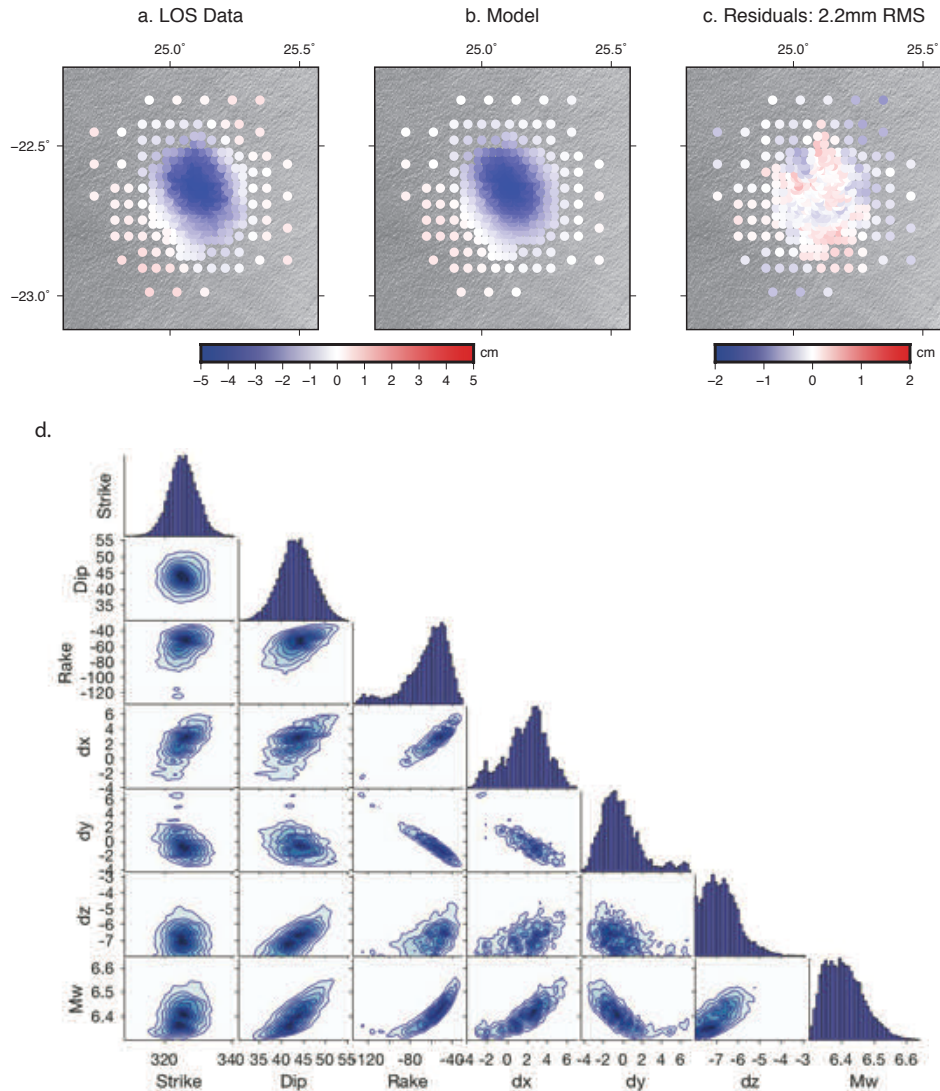 a. LOS Data
b. Model
c. Residuals: 2.2mm RMS
25.0° 25.5° 25.0° 25.5° 25.0° 25.5°
−22.5°
−23.0°
−5 −4 −3 −2 −1 0 1 2 3 4 5 cm
−2 −1 0 1 2 cm
d.
Strike
Dip
55
50
45
40
35
Rake
-40
-60
-80
-100
-120
dx
6
4
2
0
-2
-4
dy
6
4
2
0
-2
-4
dz
-3
-4
-5
-6
-7
Mw
6.6
6.5
6.4
320 340 35 40 45 50 55 -120 -80 -40 -4 -2 0 2 4 6 -4 -2 0 2 4 6 -7 -6 -5 -4 -3 6.4 6.5 6.6
Strike Dip Rake dx dy dz Mw